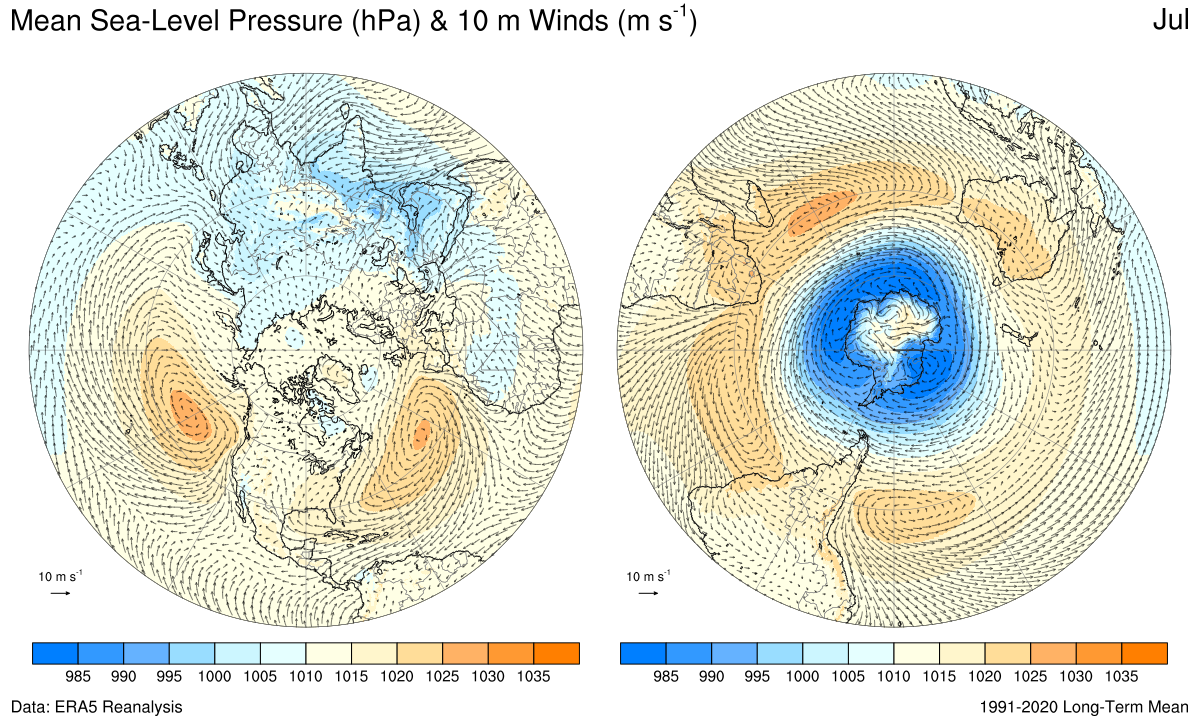 Mean Sea-Level Pressure (hPa) & 10 m Winds (m s⁻¹)
Jul
10 m s⁻¹
10 m s⁻¹
985 990 995 1000 1005 1010 1015 1020 1025 1030 1035
985 990 995 1000 1005 1010 1015 1020 1025 1030 1035
Data: ERA5 Reanalysis
1991-2020 Long-Term Mean